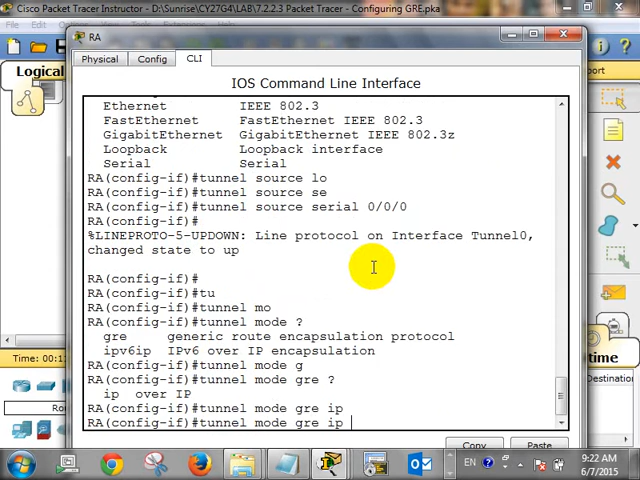 Cisco Packet Tracer Instructor - D:\Sunrise\CY27G4\LAB\7.2.2.3 Packet Tracer - Configuring GRE.pka
File Edit
RA
Logical
port
Physical Config CLI
IOS Command Line Interface
Ethernet IEEE 802.3
FastEthernet FastEthernet IEEE 802.3
GigabitEthernet GigabitEthernet IEEE 802.3z
Loopback Loopback interface
Serial Serial
RA(config-if)#tunnel source lo
RA(config-if)#tunnel source se
RA(config-if)#tunnel source serial 0/0/0
RA(config-if)#
%LINEPROTO-5-UPDOWN: Line protocol on Interface Tunnel0,
changed state to up
RA(config-if)#
RA(config-if)#tu
RA(config-if)#tunnel mo
RA(config-if)#tunnel mode ?
gre generic route encapsulation protocol
ipv6ip IPv6 over IP encapsulation
RA(config-if)#tunnel mode g
RA(config-if)#tunnel mode gre ?
ip over IP
RA(config-if)#tunnel mode gre ip
RA(config-if)#tunnel mode gre ip
Time: 00:1
time
Destination
Rou
Copy Paste
EN
9:22 AM
6/7/2015